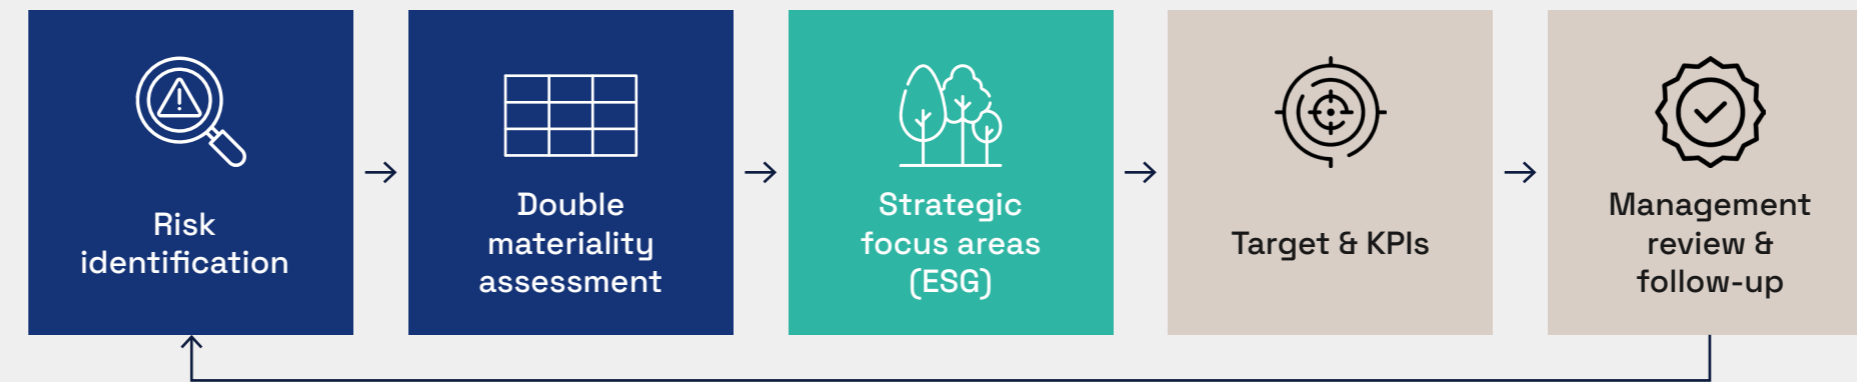 Risk
identification
Double
materiality
assessment
Strategic
focus areas
(ESG)
Target & KPIs
Management
review &
follow-up